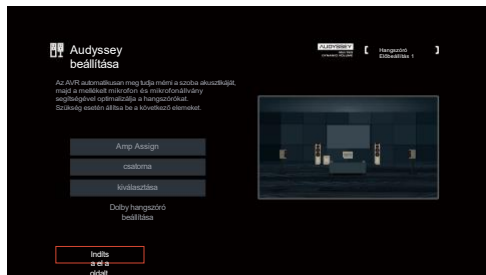 Audyssey
beállítása
AUDYSSEY
[ Hangszóró
Előbeállítás 1 ]
Az AVR automatikusan meg tudja mérni a szoba akusztikáját,
majd a mellékelt mikrofon és mikrofonállvány
segítségével optimalizálja a hangszórókat.
Szükség esetén állítsa be a következő elemeket.
Amp Assign
csatorna
kiválasztása
Dolby hangszóró
beállítása
Indíts
a el a
oldalt